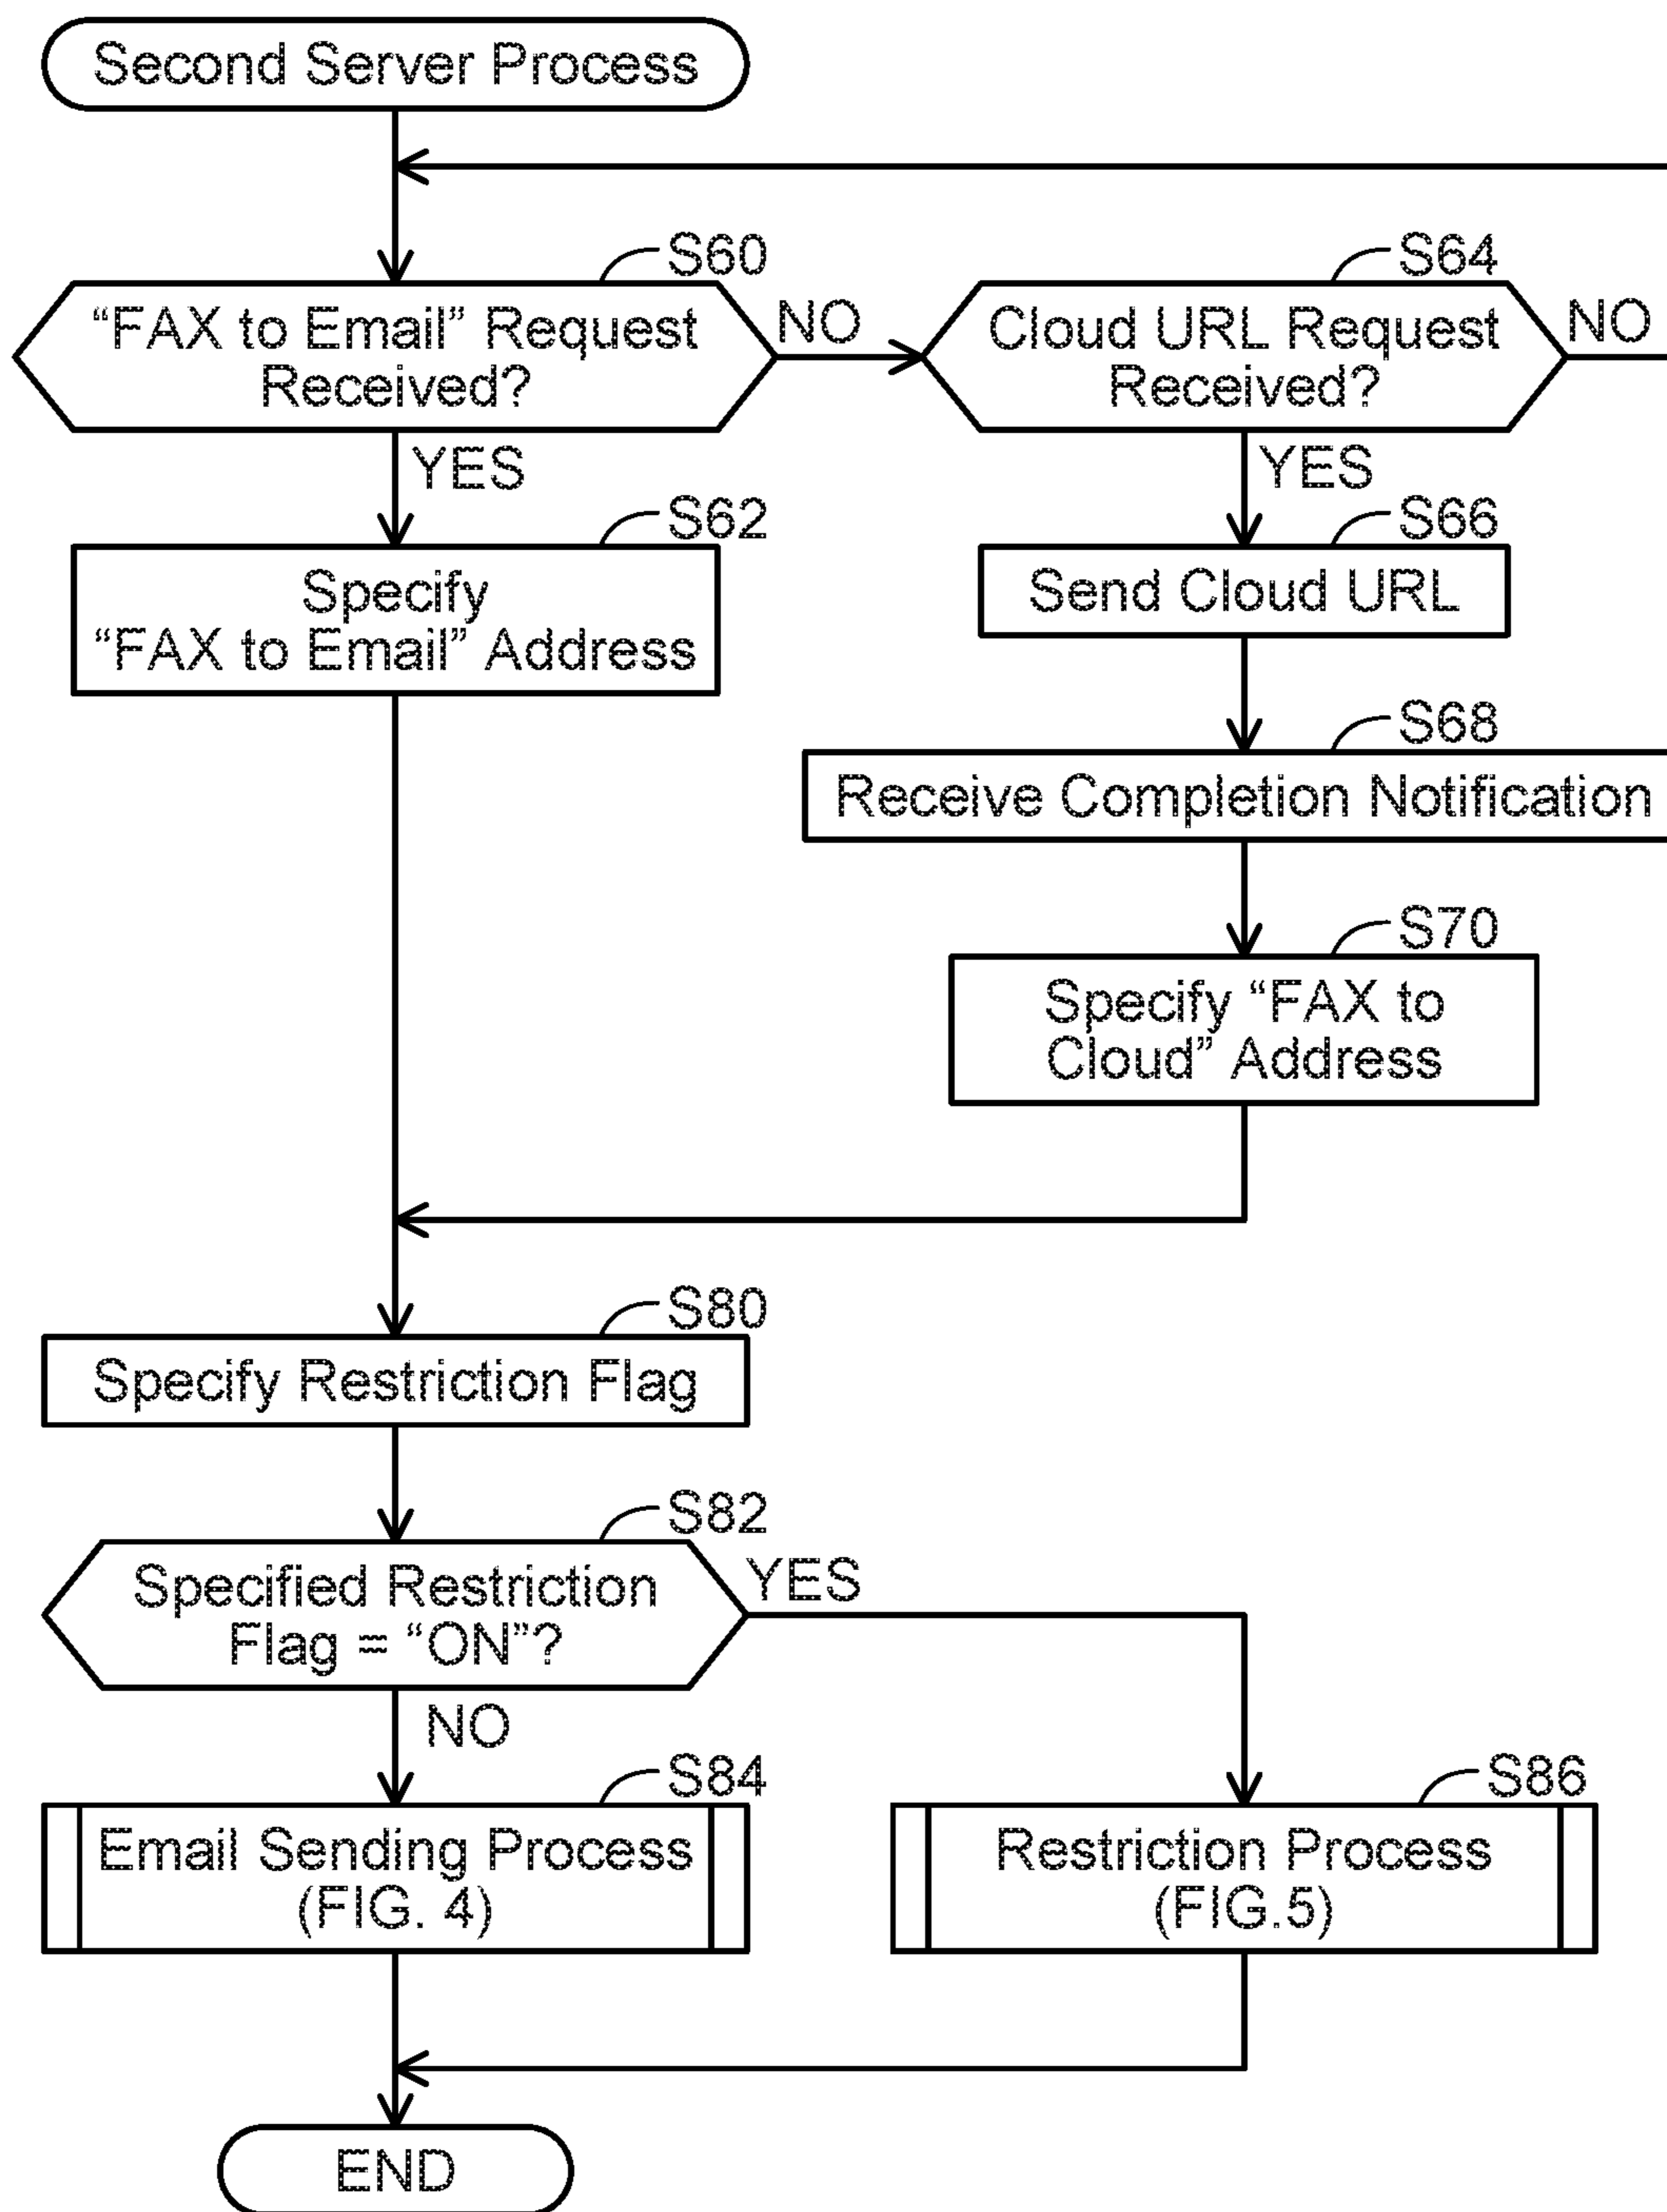 Second Server Process
S60
“FAX to Email” Request
Received?
NO
S64
Cloud URL Request
Received?
NO
YES
YES
S62
Specify
“FAX to Email” Address
S66
Send Cloud URL
S68
Receive Completion Notification
S70
Specify “FAX to
Cloud” Address
S80
Specify Restriction Flag
S82
Specified Restriction
Flag = “ON”?
YES
NO
S84
Email Sending Process
(FIG. 4)
S86
Restriction Process
(FIG.5)
END